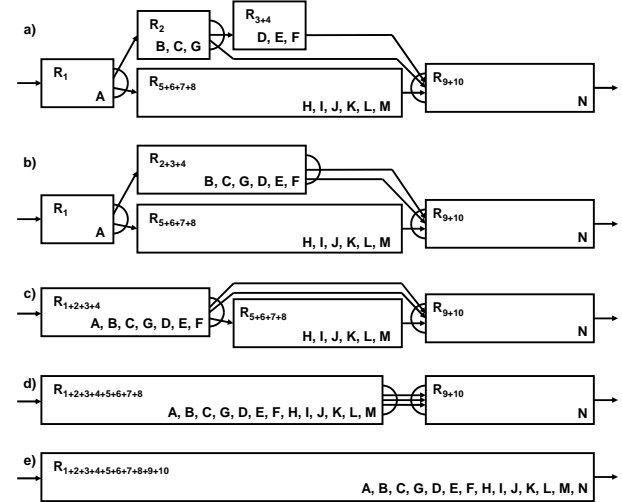 a)
R2
B, C, G
R3+4
D, E, F
R1
A
R5+6+7+8
H, I, J, K, L, M
R9+10
N
b)
R2+3+4
B, C, G, D, E, F
R1
A
R5+6+7+8
H, I, J, K, L, M
R9+10
N
c)
R1+2+3+4
A, B, C, G, D, E, F
R5+6+7+8
H, I, J, K, L, M
R9+10
N
d)
R1+2+3+4+5+6+7+8
A, B, C, G, D, E, F, H, I, J, K, L, M
R9+10
N
e)
R1+2+3+4+5+6+7+8+9+10
A, B, C, G, D, E, F, H, I, J, K, L, M, N